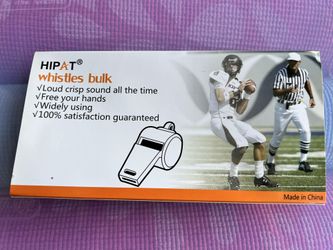 HIPAT®
whistles bulk
✓Loud crisp sound all the time
✓Free your hands
✓Widely using
✓100% satisfaction guaranteed
Made in China